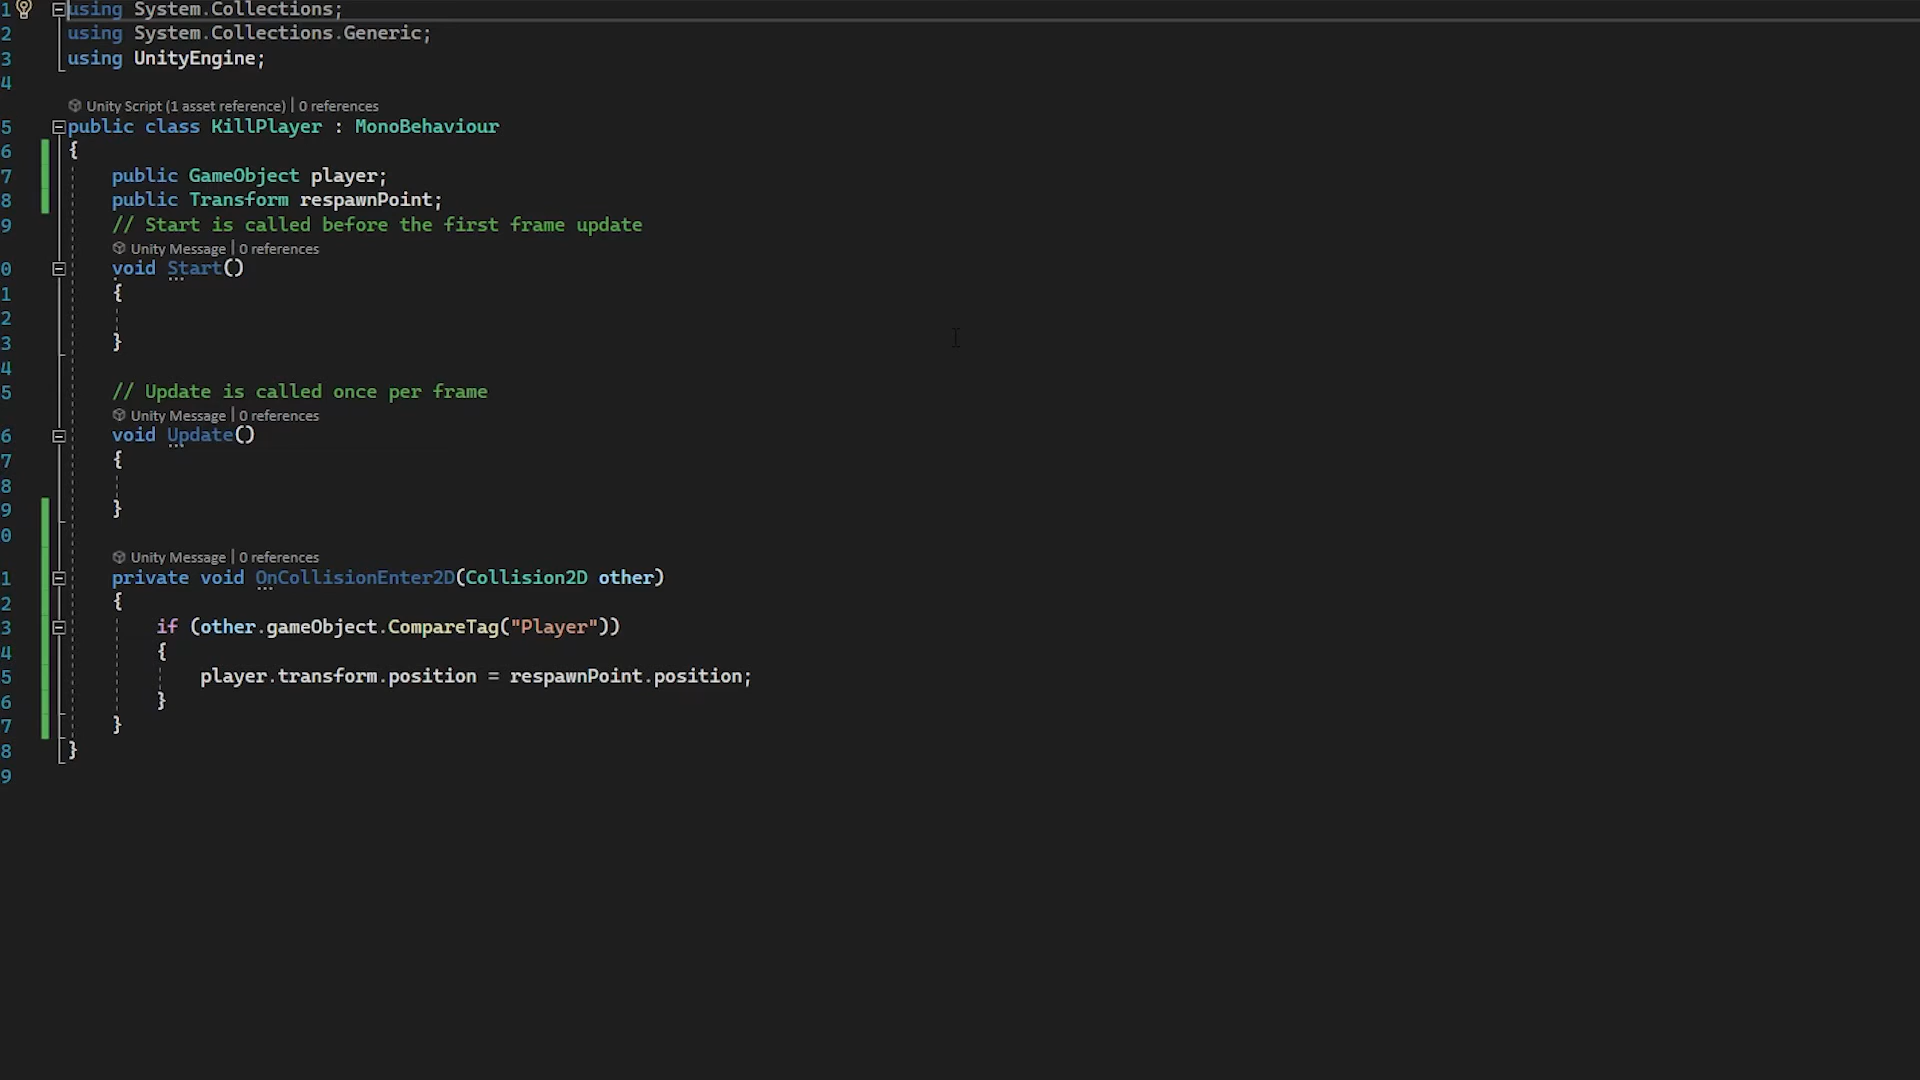 1 using System.Collections;
2 using System.Collections.Generic;
3 using UnityEngine;
4
Unity Script (1 asset reference) | 0 references
5 public class KillPlayer : MonoBehaviour
6 {
7 public GameObject player;
8 public Transform respawnPoint;
9 // Start is called before the first frame update
Unity Message | 0 references
0 void Start()
1 {
2
3 }
4
5 // Update is called once per frame
Unity Message | 0 references
6 void Update()
7 {
8
9 }
0
Unity Message | 0 references
1 private void OnCollisionEnter2D(Collision2D other)
2 {
3 if (other.gameObject.CompareTag("Player"))
4 {
5 player.transform.position = respawnPoint.position;
6 }
7 }
8 }
9